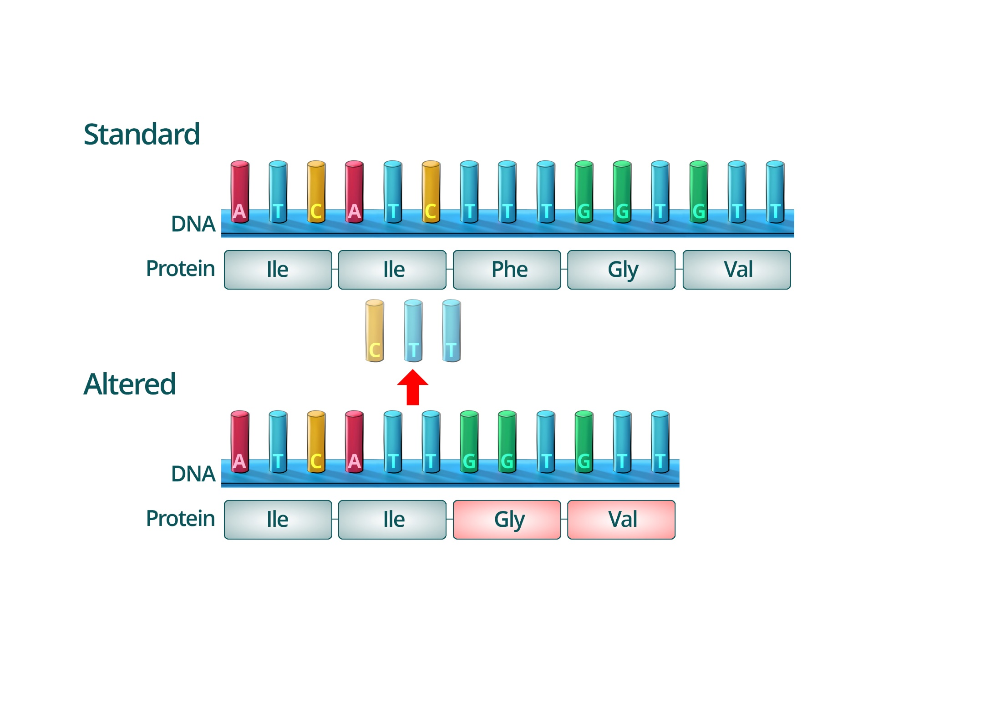 Standard
A T C A T C T T T G G T G T T
DNA
Protein Ile Ile Phe Gly Val
C T T
Altered
A T C A T T G G T G T T
DNA
Protein Ile Ile Gly Val